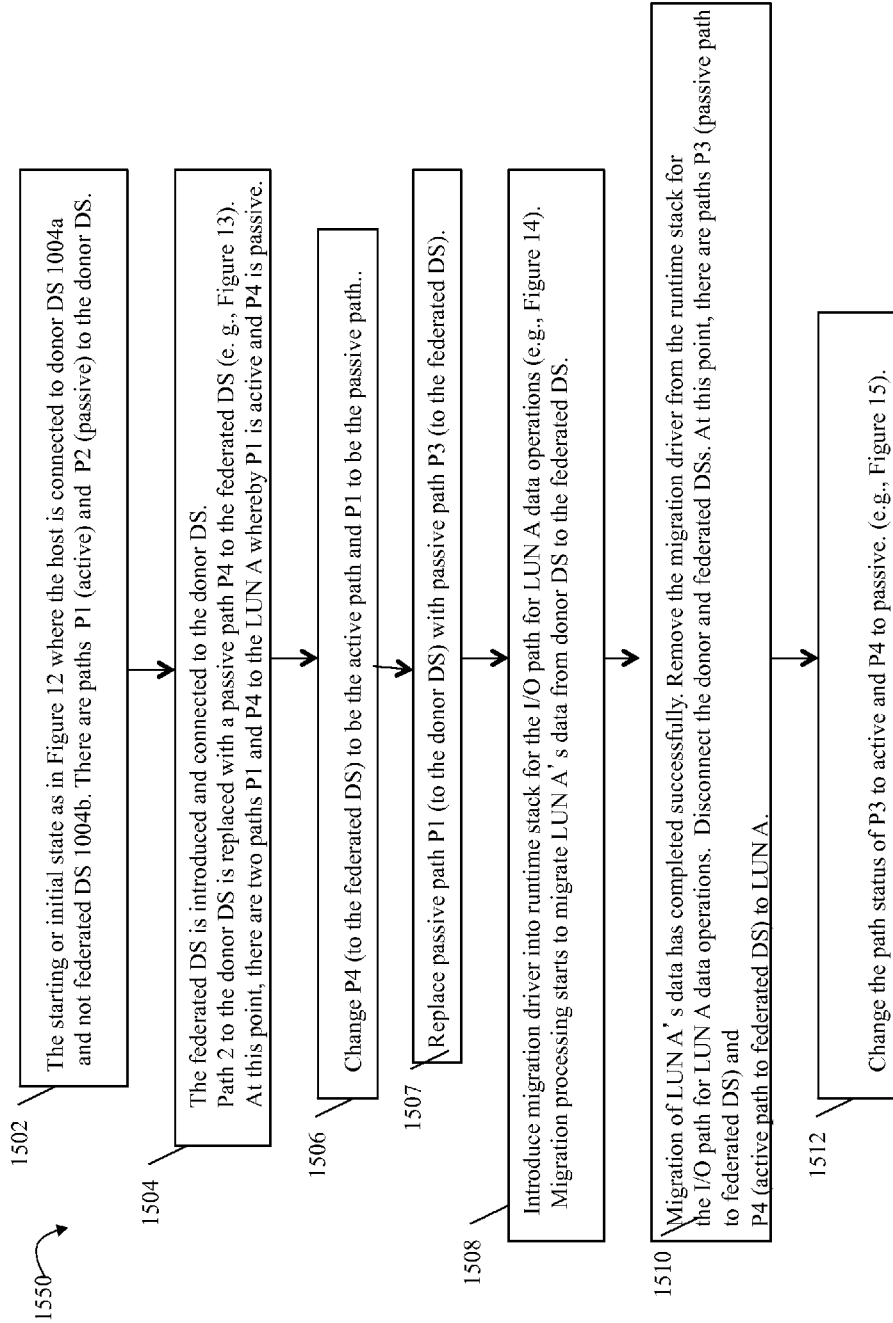 1550
1502
The starting or initial state as in Figure 12 where the host is connected to donor DS 1004a
and not federated DS 1004b. There are paths P1 (active) and P2 (passive) to the donor DS.
1504
The federated DS is introduced and connected to the donor DS.
Path 2 to the donor DS is replaced with a passive path P4 to the federated DS (e. g., Figure 13).
At this point, there are two paths P1 and P4 to the LUN A whereby P1 is active and P4 is passive.
1506
Change P4 (to the federated DS) to be the active path and P1 to be the passive path..
1507
Replace passive path P1 (to the donor DS) with passive path P3 (to the federated DS).
1508
Introduce migration driver into runtime stack for the I/O path for LUN A data operations (e.g., Figure 14).
Migration processing starts to migrate LUN A's data from donor DS to the federated DS.
1510
Migration of LUN A's data has completed successfully. Remove the migration driver from the runtime stack for
the I/O path for LUN A data operations. Disconnect the donor and federated DSs. At this point, there are paths P3 (passive path
to federated DS) and
P4 (active path to federated DS) to LUN A.
1512
Change the path status of P3 to active and P4 to passive. (e.g., Figure 15).